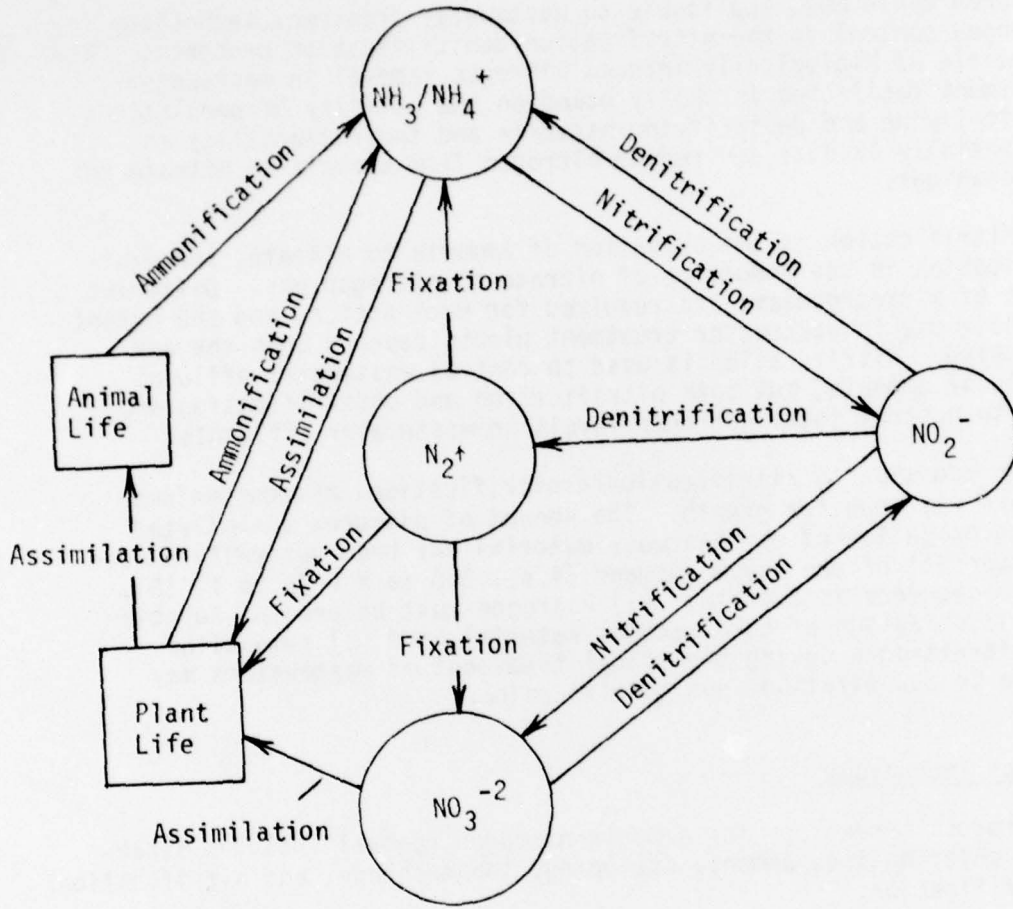 NH3/NH4+
Ammonification
Denitrification
Nitrification
Fixation
Ammonification
Assimilation
Animal
Life
Denitrification
N2↑
NO2-
Assimilation
Fixation
Nitrification
Denitrification
Fixation
Plant
Life
NO3-2
Assimilation